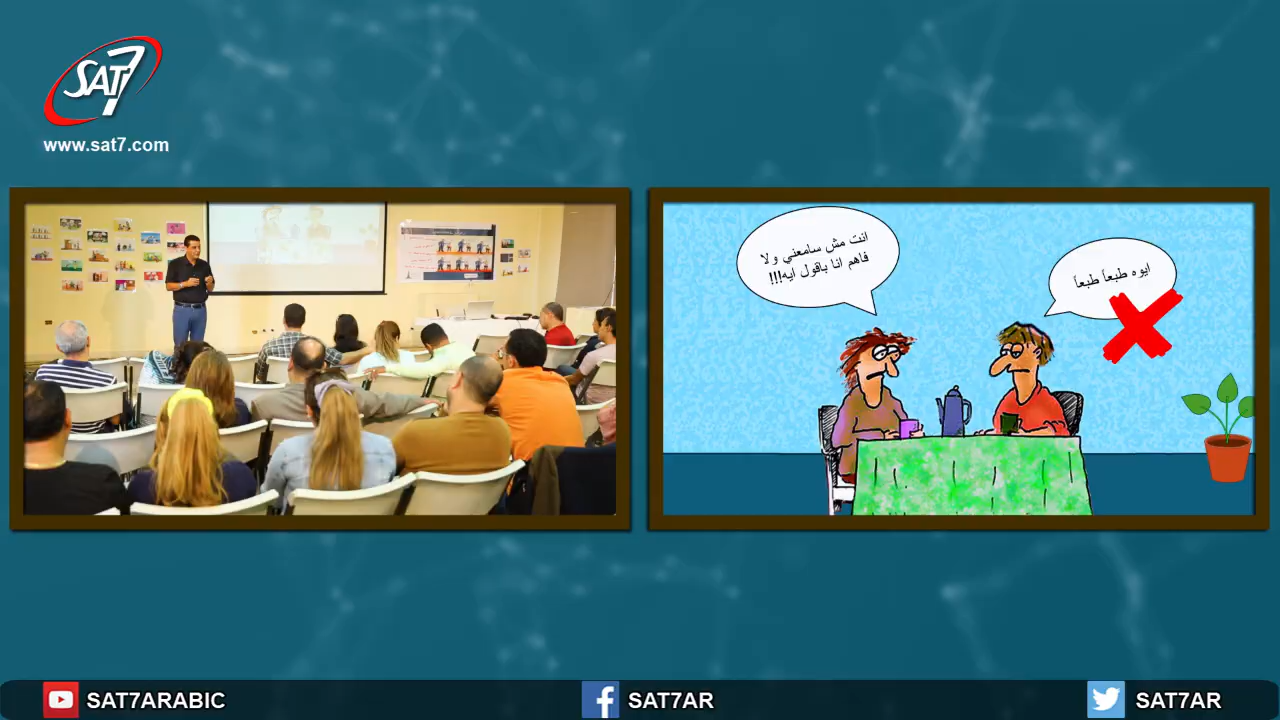 SAT7
www.sat7.com
انت مش سامعني ولا
فاهم انا باقول ايه!!!
ايوه طبعاً طبعاً
SAT7ARABIC
SAT7AR
SAT7AR